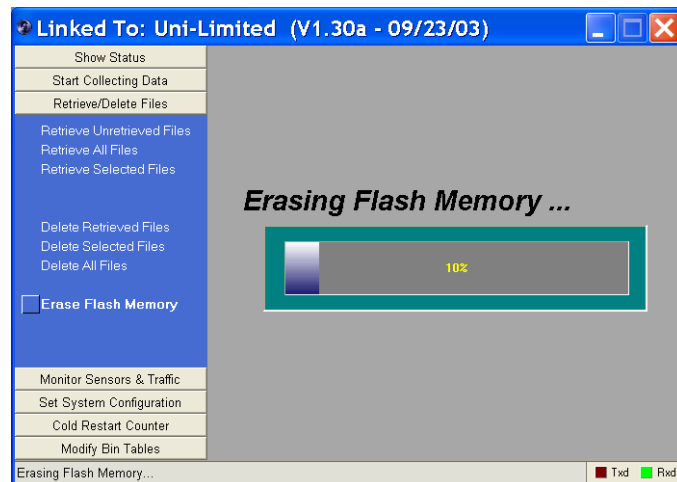 Linked To: Uni-Limited (V1.30a - 09/23/03)
Show Status
Start Collecting Data
Retrieve/Delete Files
Retrieve Unretrieved Files
Retrieve All Files
Retrieve Selected Files
Delete Retrieved Files
Delete Selected Files
Delete All Files
Erase Flash Memory
Monitor Sensors & Traffic
Set System Configuration
Cold Restart Counter
Modify Bin Tables
Erasing Flash Memory ...
10%
Erasing Flash Memory...
Txd Rxd